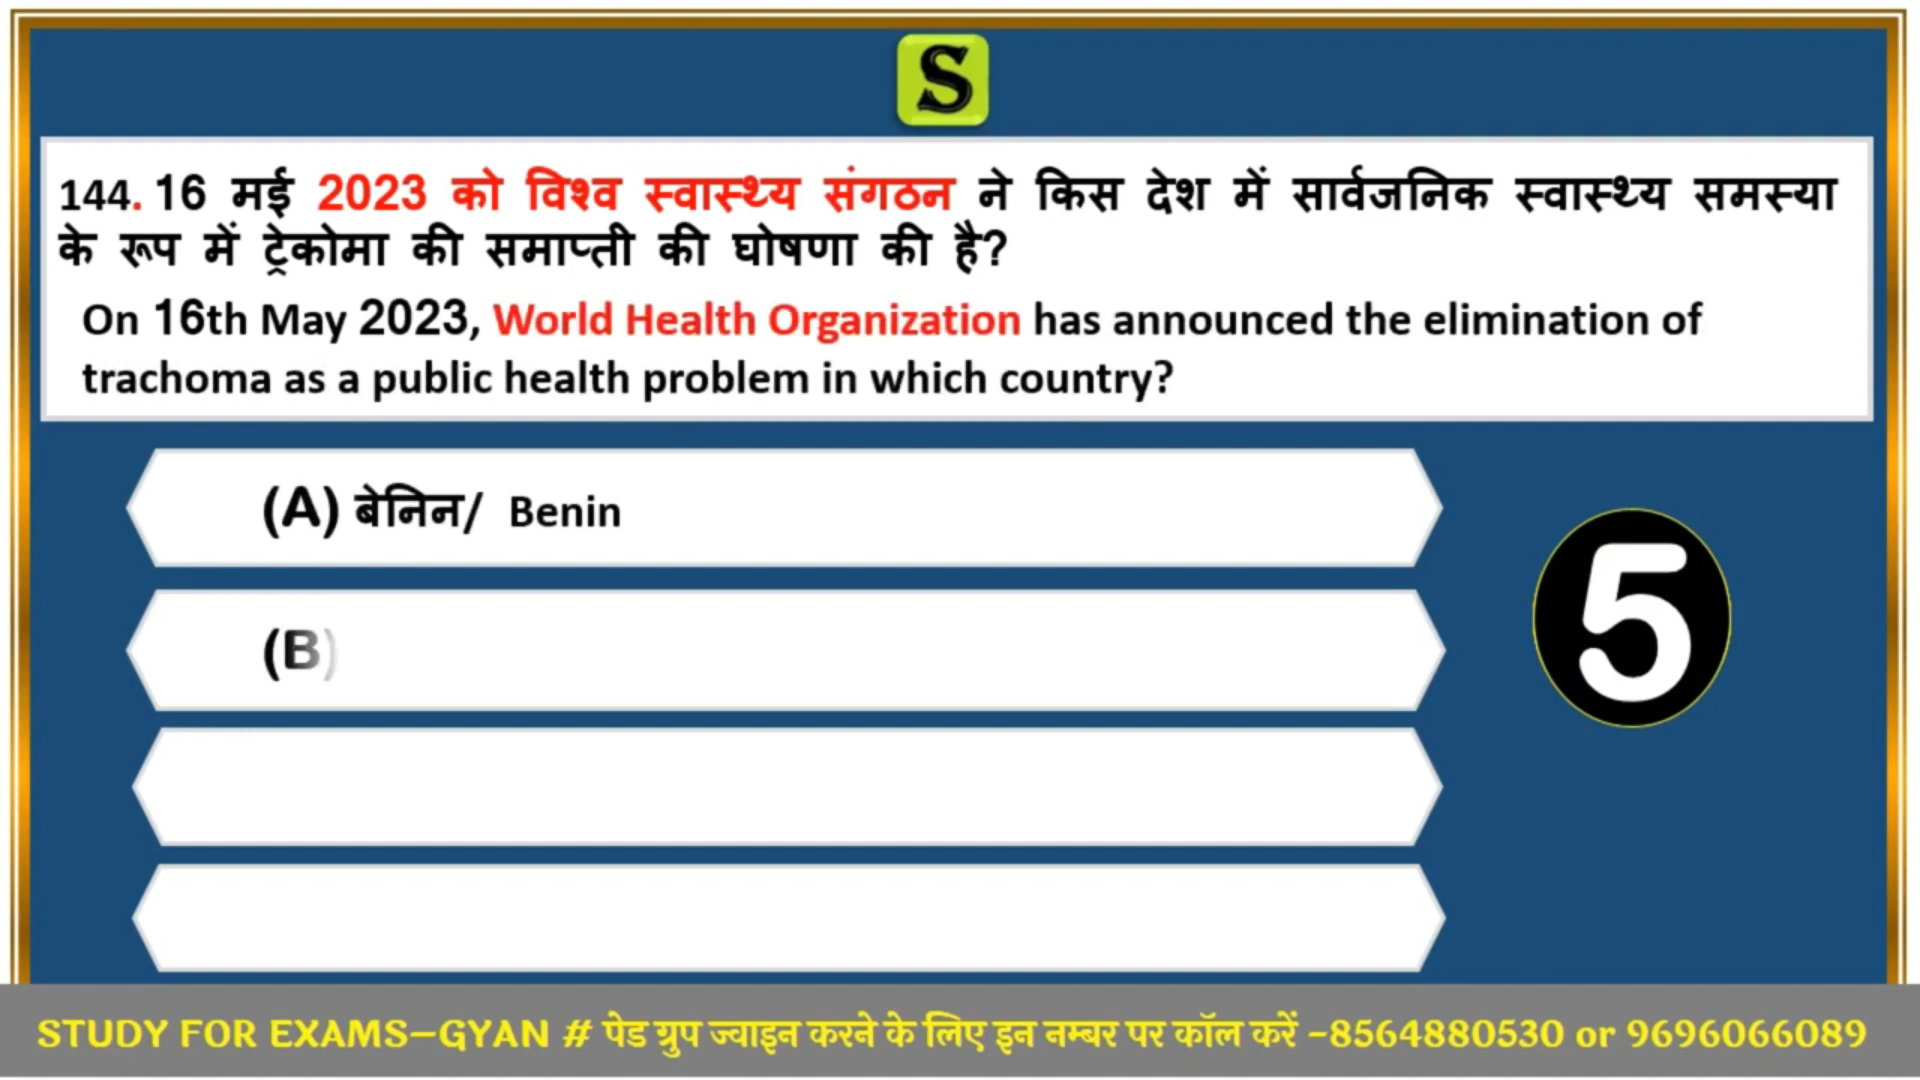 S
144. 16 मई 2023 को विश्व स्वास्थ्य संगठन ने किस देश में सार्वजनिक स्वास्थ्य समस्या
के रूप में ट्रेकोमा की समाप्ती की घोषणा की है?
On 16th May 2023, World Health Organization has announced the elimination of
trachoma as a public health problem in which country?
(A) बेनिन/ Benin
(B)
5
STUDY FOR EXAMS–GYAN # पेड ग्रुप ज्वाइन करने के लिए इन नम्बर पर कॉल करें –8564880530 or 9696066089